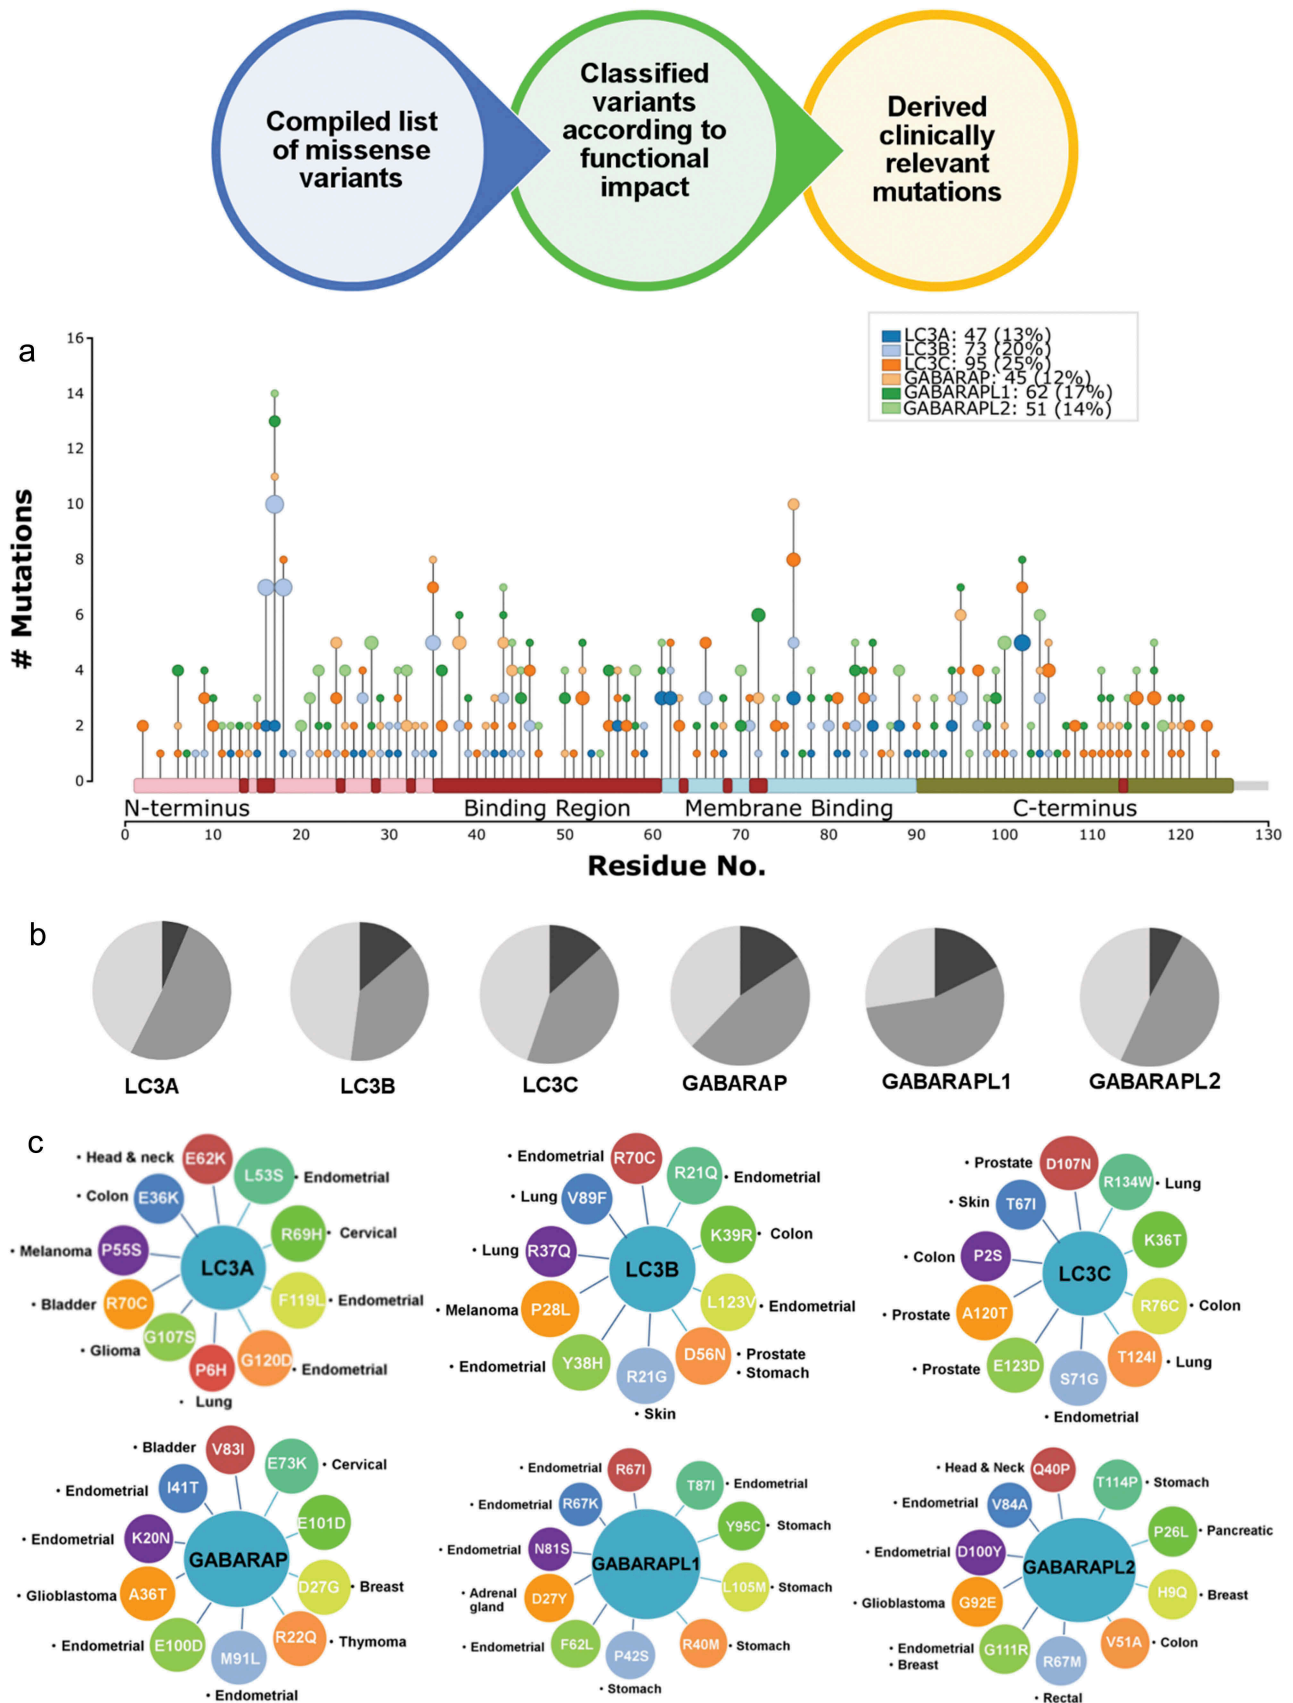 Compiled list
of missense
variants
Classified
variants
according to
functional
impact
Derived
clinically
relevant
mutations
a
# Mutations
16
14
12
10
8
6
4
2
0
LC3A: 47 (13%)
LC3B: 73 (20%)
LC3C: 95 (25%)
GABARAP: 45 (12%)
GABARAPL1: 62 (17%)
GABARAPL2: 51 (14%)
N-terminus
Binding Region
Membrane Binding
C-terminus
0 10 20 30 40 50 60 70 80 90 100 110 120 130
Residue No.
b
LC3A
LC3B
LC3C
GABARAP
GABARAPL1
GABARAPL2
c
LC3A
• Head & neck E62K
L53S • Endometrial
• Colon E36K
R69H • Cervical
• Melanoma P55S
F119L • Endometrial
• Bladder R70C
• Glioma G107S
G120D • Endometrial
P6H
• Lung
LC3B
• Endometrial R70C
R21Q • Endometrial
• Lung V89F
K39R • Colon
• Lung R37Q
L123V • Endometrial
• Melanoma P28L
D56N • Prostate
• Stomach
• Endometrial Y38H
R21G
• Skin
LC3C
• Prostate D107N
R134W • Lung
• Skin T67I
K36T
• Colon P2S
R76C • Colon
• Prostate A120T
T124I • Lung
• Prostate E123D
S71G
• Endometrial
GABARAP
• Bladder V83I
E73K • Cervical
• Endometrial I41T
E101D
• Endometrial K20N
D27G • Breast
• Glioblastoma A36T
R22Q • Thymoma
• Endometrial E100D
M91L
• Endometrial
GABARAPL1
• Endometrial R67I
T87I • Endometrial
• Endometrial R67K
Y95C • Stomach
• Endometrial N81S
L105M • Stomach
• Adrenal
gland D27Y
R40M • Stomach
• Endometrial F62L
P42S
• Stomach
GABARAPL2
• Head & Neck Q40P
T114P • Stomach
• Endometrial V84A
P26L • Pancreatic
• Endometrial D100Y
H9Q • Breast
• Glioblastoma G92E
V51A • Colon
• Endometrial
• Breast G111R
R67M
• Rectal